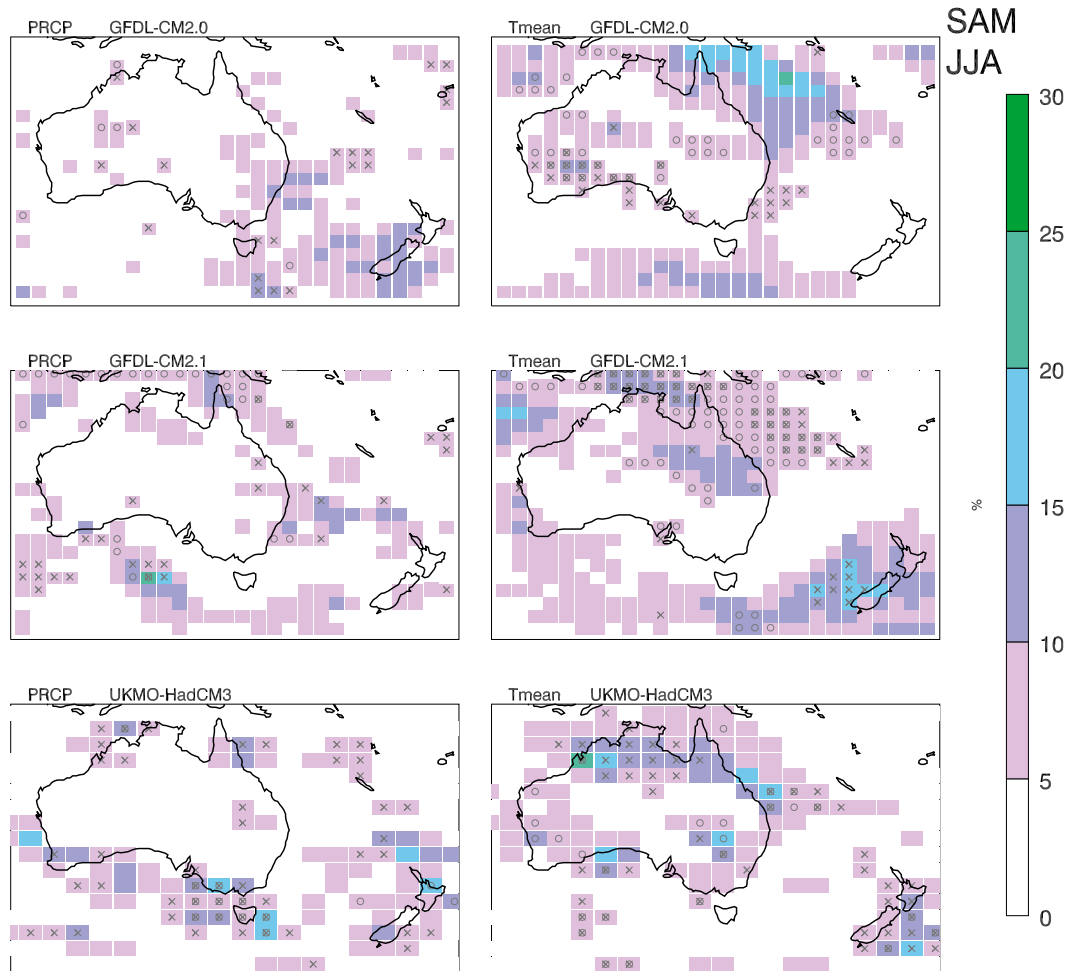 PRCP GFDL-CM2.0
Tmean GFDL-CM2.0
SAM
JJA
PRCP GFDL-CM2.1
Tmean GFDL-CM2.1
PRCP UKMO-HadCM3
Tmean UKMO-HadCM3
30
25
20
15
10
5
0
%